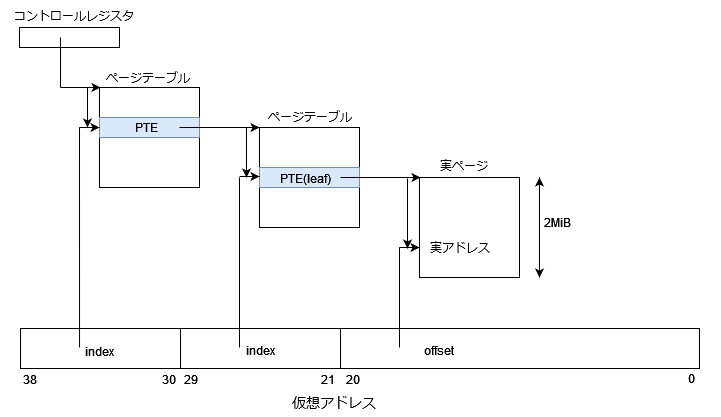 コントロールレジスタ
ページテーブル
PTE
ページテーブル
PTE(leaf)
実ページ
2MiB
実アドレス
index
index
offset
38
30
29
21
20
0
仮想アドレス